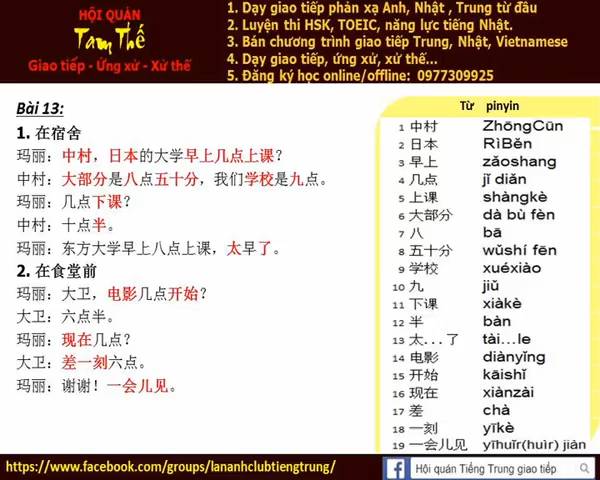 HỘI QUÁN
Tam Thế
Giao tiếp - Ứng xử - Xử thế
1. Dạy giao tiếp phản xạ Anh, Nhật , Trung từ đầu
2. Luyện thi HSK, TOEIC, năng lực tiếng Nhật.
3. Bán chương trình giao tiếp Trung, Nhật, Vietnamese
4. Dạy giao tiếp, ứng xử, xử thế...
5. Đăng ký học online/offline: 0977309925
Bài 13:
1. 在宿舍
玛丽：中村，日本的大学早上几点上课？
中村：大部分是八点五十分，我们学校是九点。
玛丽：几点下课？
中村：十点半。
玛丽：东方大学早上八点上课，太早了。
2. 在食堂前
玛丽：大卫，电影几点开始？
大卫：六点半。
玛丽：现在几点？
大卫：差一刻六点。
玛丽：谢谢！一会儿见。
Từ pinyin
1 中村 ZhōngCūn
2 日本 RìBěn
3 早上 zǎoshang
4 几点 jǐ diǎn
5 上课 shàngkè
6 大部分 dà bù fèn
7 八 bā
8 五十分 wǔshí fēn
9 学校 xuéxiào
10 九 jiǔ
11 下课 xiàkè
12 半 bàn
13 太...了 tài...le
14 电影 diànyǐng
15 开始 kāishǐ
16 现在 xiànzài
17 差 chà
18 一刻 yīkè
19 一会儿见 yīhuǐr(huìr) jiàn
https://www.facebook.com/groups/lananhclubtiengtrung/
f Hội quán Tiếng Trung giao tiếp